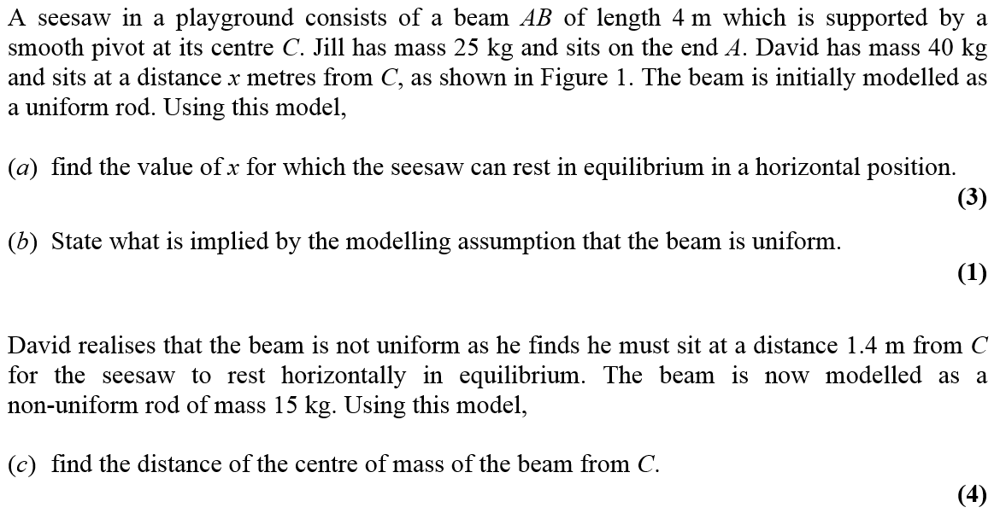 A seesaw in a playground consists of a beam AB of length 4 m which is supported by a
smooth pivot at its centre C. Jill has mass 25 kg and sits on the end A. David has mass 40 kg
and sits at a distance x metres from C, as shown in Figure 1. The beam is initially modelled as
a uniform rod. Using this model,
(a) find the value of x for which the seesaw can rest in equilibrium in a horizontal position.
(3)
(b) State what is implied by the modelling assumption that the beam is uniform.
(1)
David realises that the beam is not uniform as he finds he must sit at a distance 1.4 m from C
for the seesaw to rest horizontally in equilibrium. The beam is now modelled as a
non-uniform rod of mass 15 kg. Using this model,
(c) find the distance of the centre of mass of the beam from C.
(4)